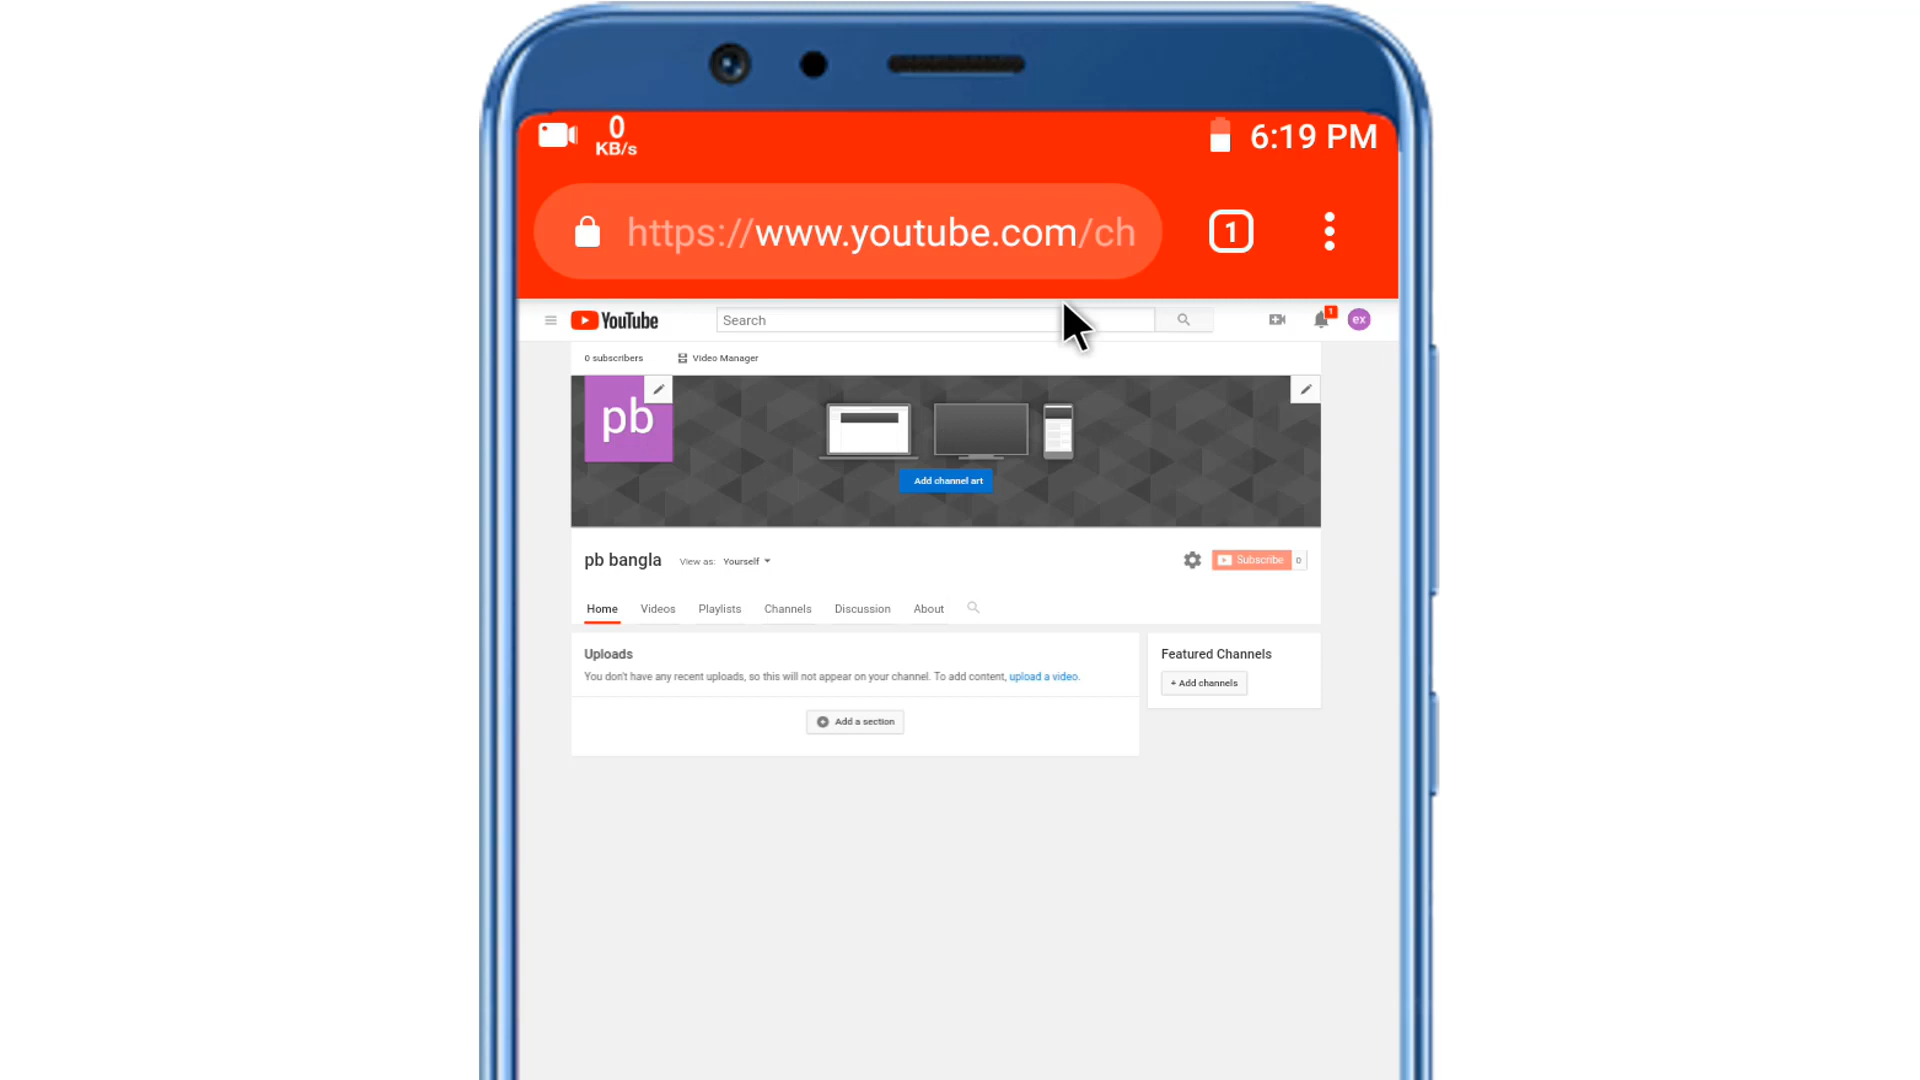 0
KB/s
6:19 PM
https://www.youtube.com/ch
1
YouTube
Search
1
ex
0 subscribers
Video Manager
pb
Add channel art
pb bangla
View as: Yourself
Subscribe 0
Home Videos Playlists Channels Discussion About
Uploads
You don't have any recent uploads, so this will not appear on your channel. To add content, upload a video.
Add a section
Featured Channels
+ Add channels